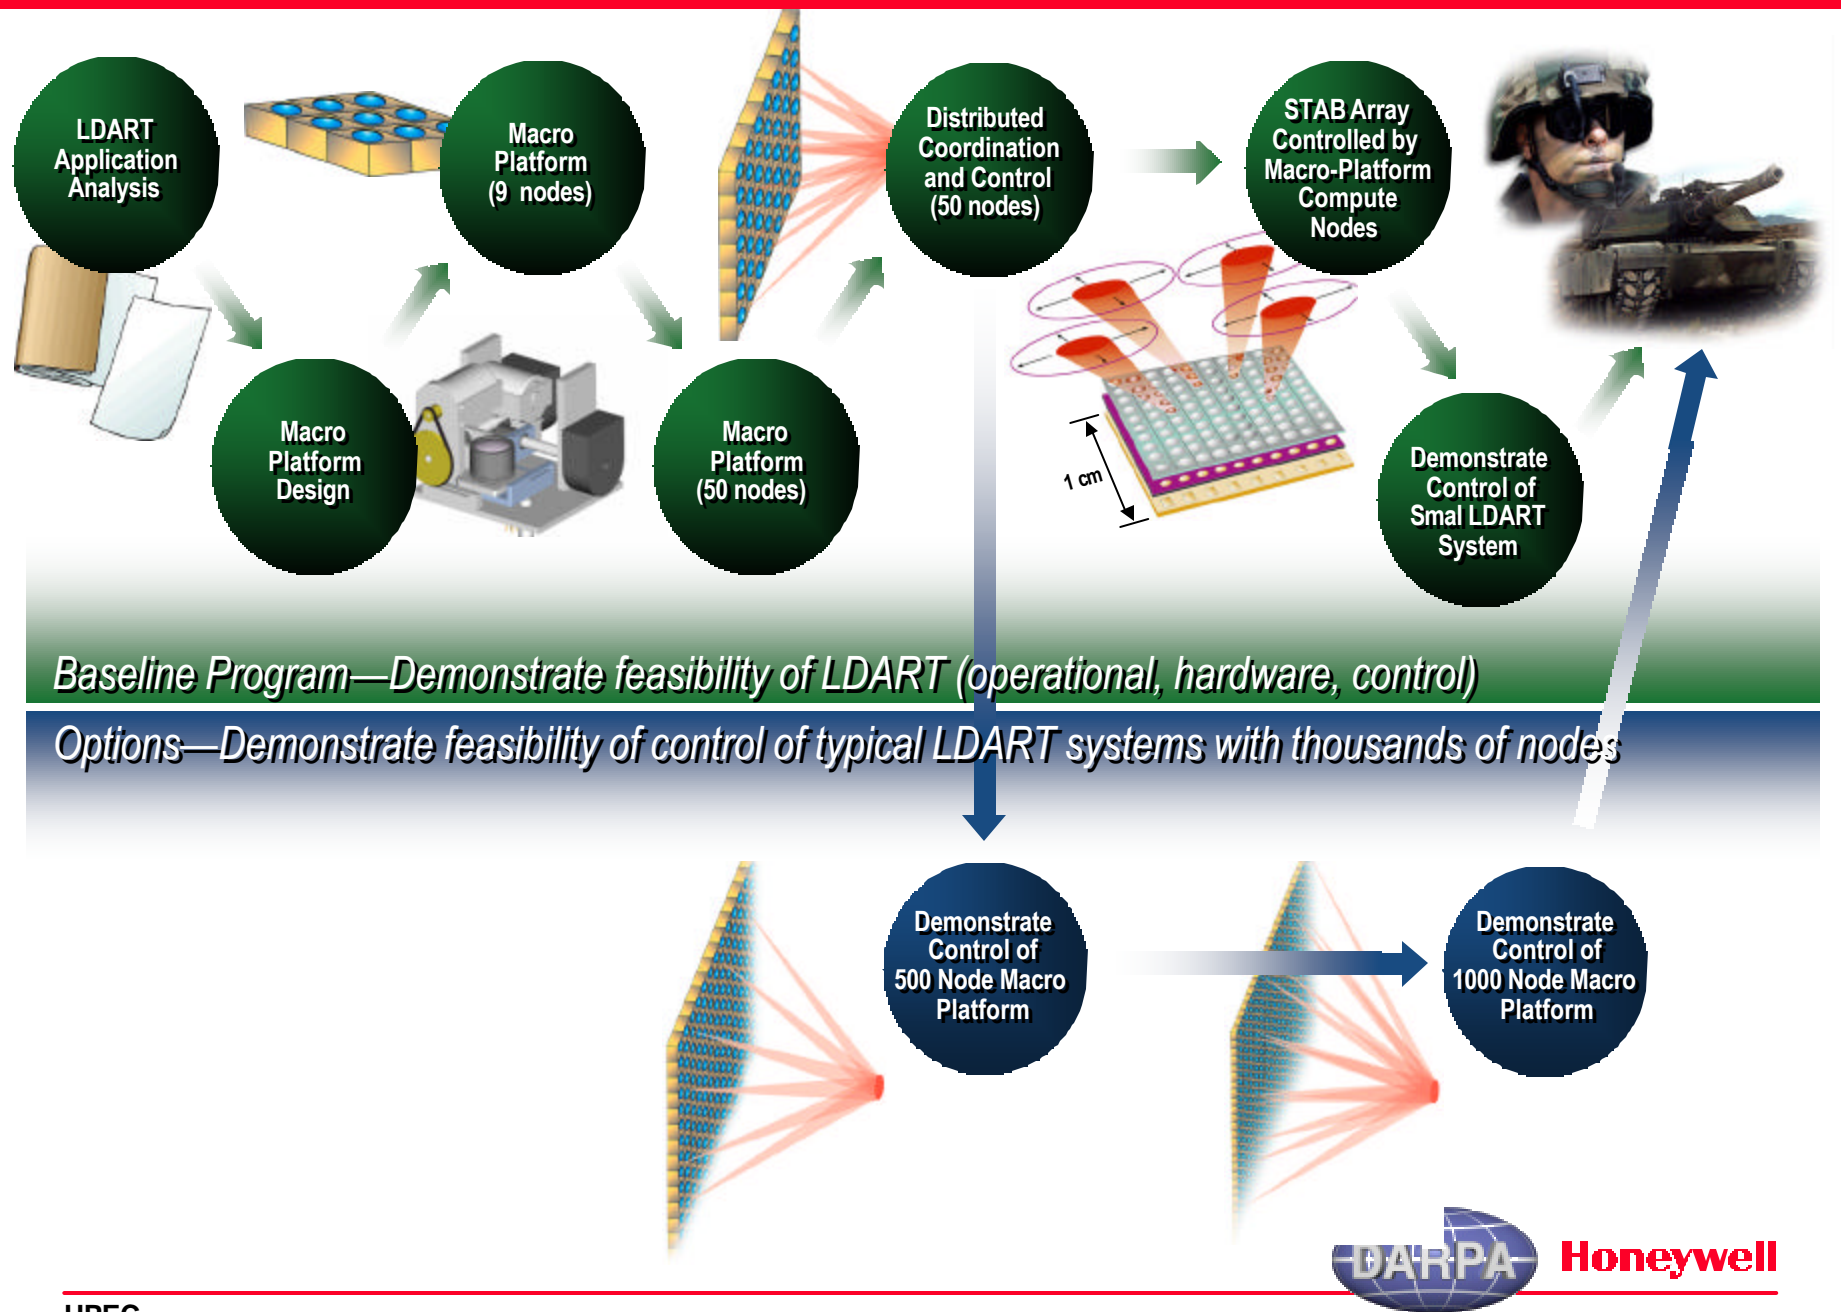 LDART
Application
Analysis
Macro
Platform
Design
Macro
Platform
(9 nodes)
Macro
Platform
(50 nodes)
Distributed
Coordination
and Control
(50 nodes)
STAB Array
Controlled by
Macro-Platform
Compute
Nodes
1 cm
Demonstrate
Control of
Smal LDART
System
Baseline Program—Demonstrate feasibility of LDART (operational, hardware, control)
Options—Demonstrate feasibility of control of typical LDART systems with thousands of nodes
Demonstrate
Control of
500 Node Macro
Platform
Demonstrate
Control of
1000 Node Macro
Platform
DARPA
Honeywell